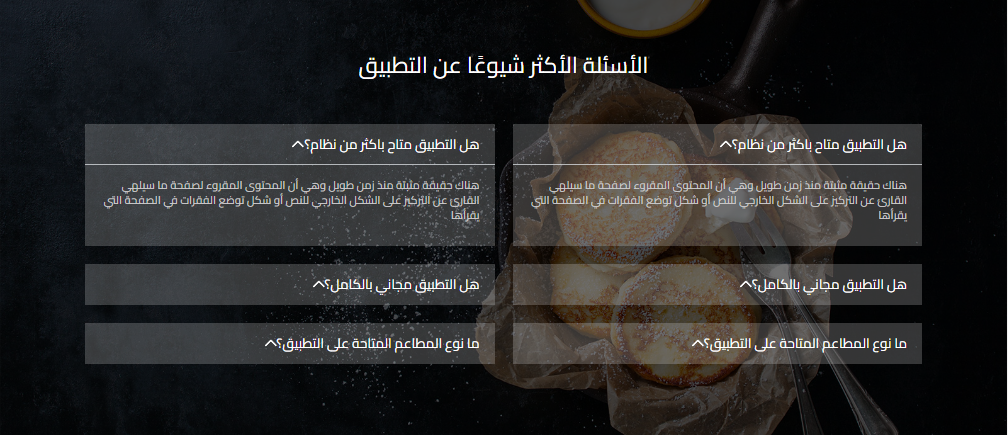 الأسئلة الأكثر شيوعًا عن التطبيق
هل التطبيق متاح باكثر من نظام؟
هناك حقيقة مثبتة منذ زمن طويل وهي أن المحتوى المقروء لصفحة ما سيلهي
القارئ عن التركيز على الشكل الخارجي للنص أو شكل توضع الفقرات في الصفحة التي
يقرأها
هل التطبيق مجاني بالكامل؟
ما نوع المطاعم المتاحة على التطبيق؟
هل التطبيق متاح باكثر من نظام؟
هناك حقيقة مثبتة منذ زمن طويل وهي أن المحتوى المقروء لصفحة ما سيلهي
القارئ عن التركيز على الشكل الخارجي للنص أو شكل توضع الفقرات في الصفحة التي
يقرأها
هل التطبيق مجاني بالكامل؟
ما نوع المطاعم المتاحة على التطبيق؟